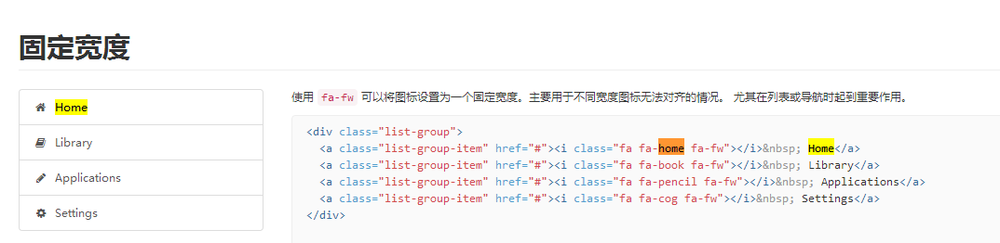 固定宽度
Home
Library
Applications
Settings
使用 fa-fw 可以将图标设置为一个固定宽度。主要用于不同宽度图标无法对齐的情况。 尤其在列表或导航时起到重要作用。
<div class="list-group">
  <a class="list-group-item" href="#"><i class="fa fa-home fa-fw"></i>&nbsp; Home</a>
  <a class="list-group-item" href="#"><i class="fa fa-book fa-fw"></i>&nbsp; Library</a>
  <a class="list-group-item" href="#"><i class="fa fa-pencil fa-fw"></i>&nbsp; Applications</a>
  <a class="list-group-item" href="#"><i class="fa fa-cog fa-fw"></i>&nbsp; Settings</a>
</div>